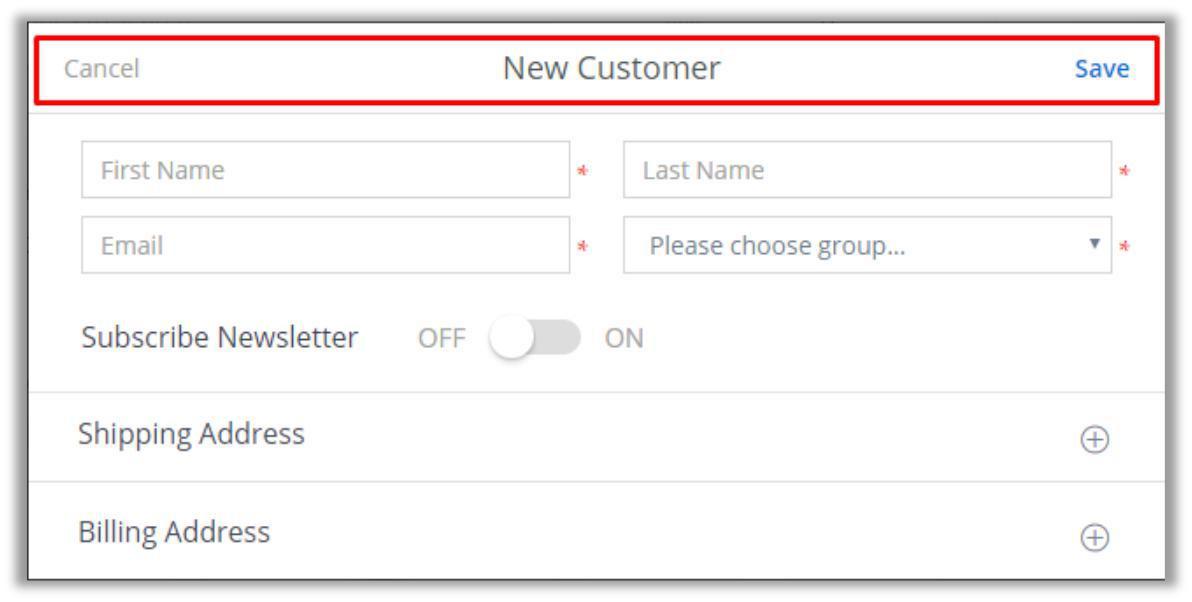 Cancel New Customer Save
First Name * Last Name *
Email * Please choose group... *
Subscribe Newsletter OFF ON
Shipping Address
Billing Address